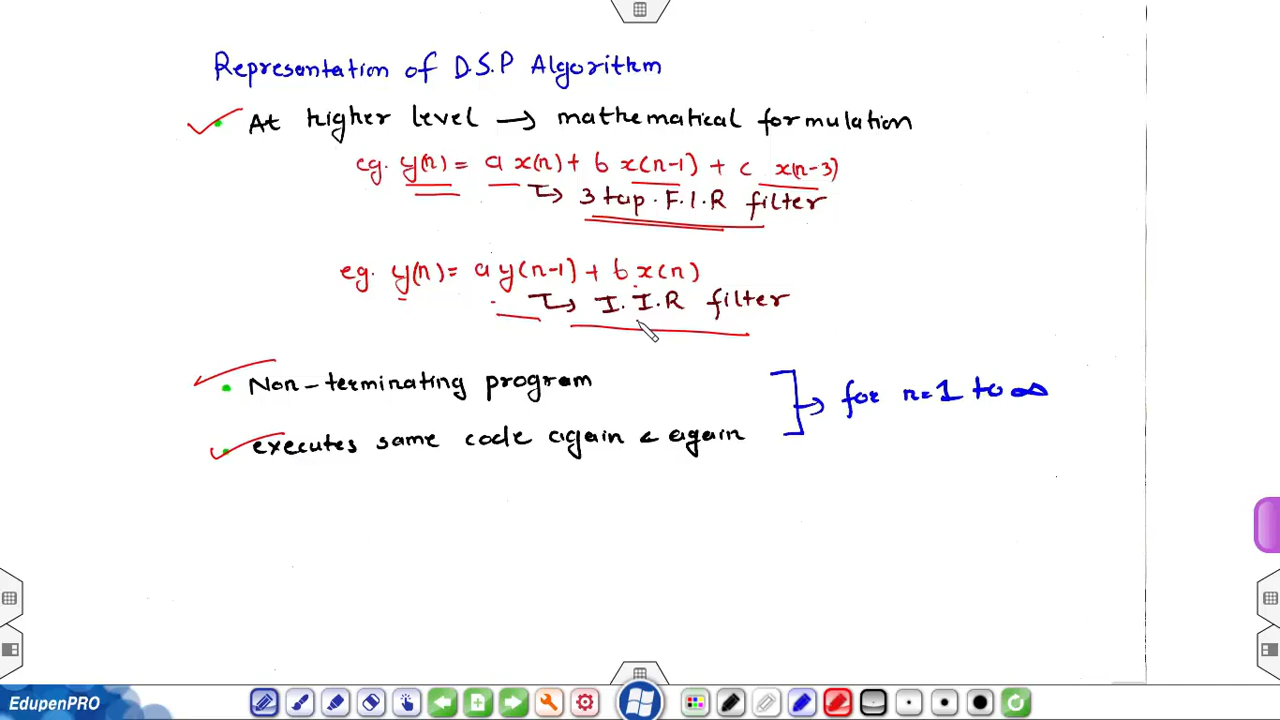 Representation of D.S.P Algorithm
At higher level → mathematical formulation
eg. y(n) = a x(n) + b x(n-1) + c x(n-3)
↳ 3 tap. F.I.R filter
eg. y(n) = a y(n-1) + b x(n)
↳ I.I.R filter
Non-terminating program
executes same code again & again
→ for n=1 to ∞
EdupenPRO